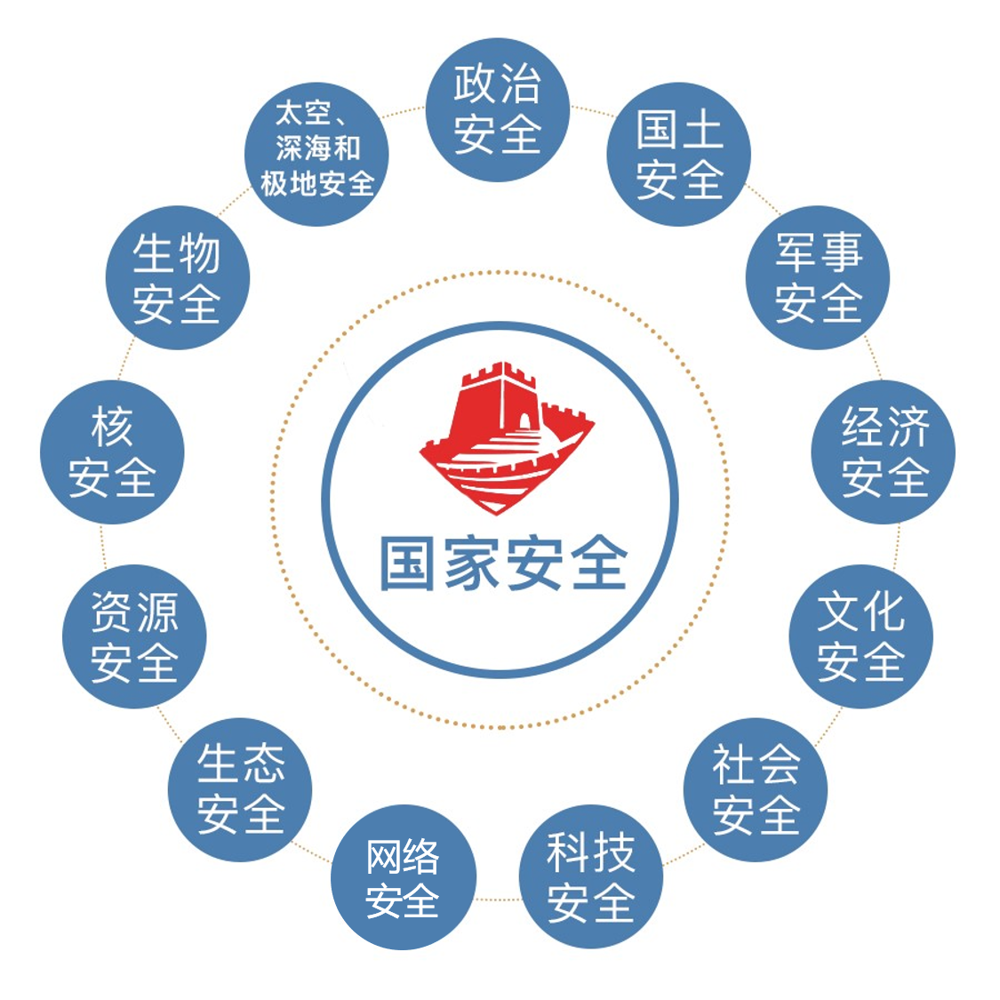 政治
安全
国土
安全
军事
安全
经济
安全
文化
安全
社会
安全
科技
安全
网络
安全
生态
安全
资源
安全
核
安全
生物
安全
太空、
深海和
极地安全
国家安全